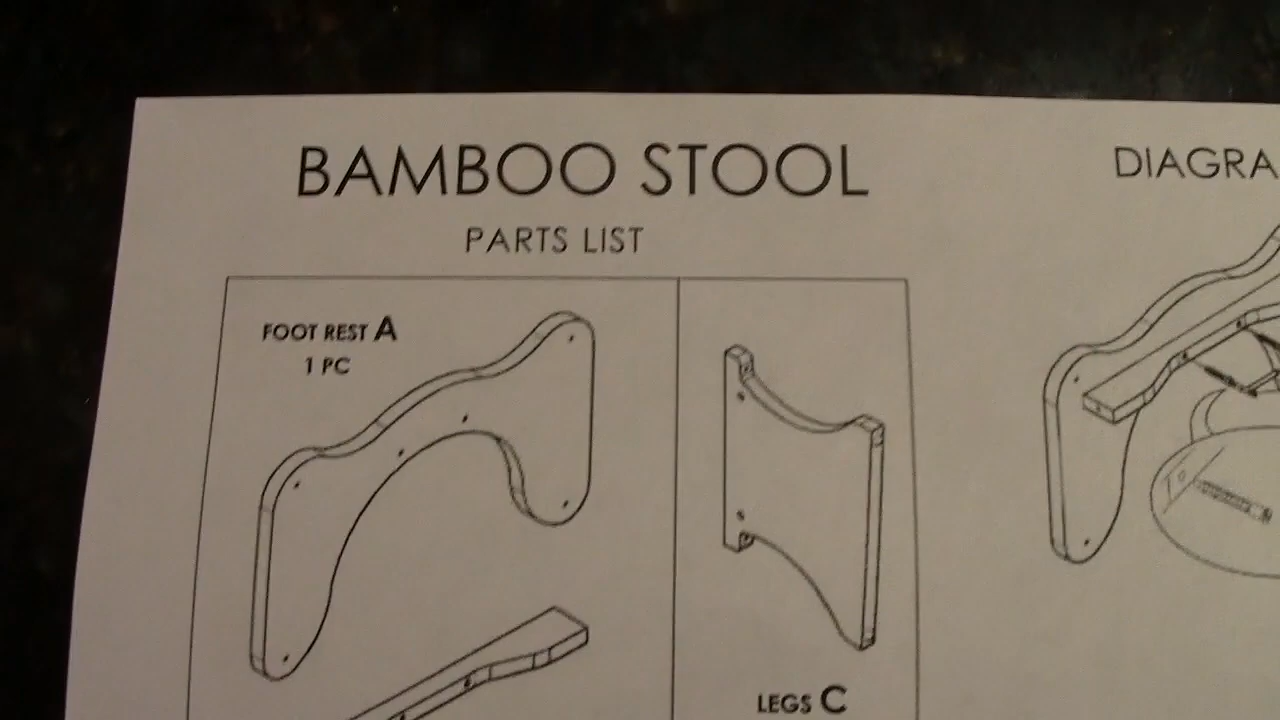 BAMBOO STOOL
PARTS LIST
FOOT REST A
1 PC
LEGS C
DIAGRA